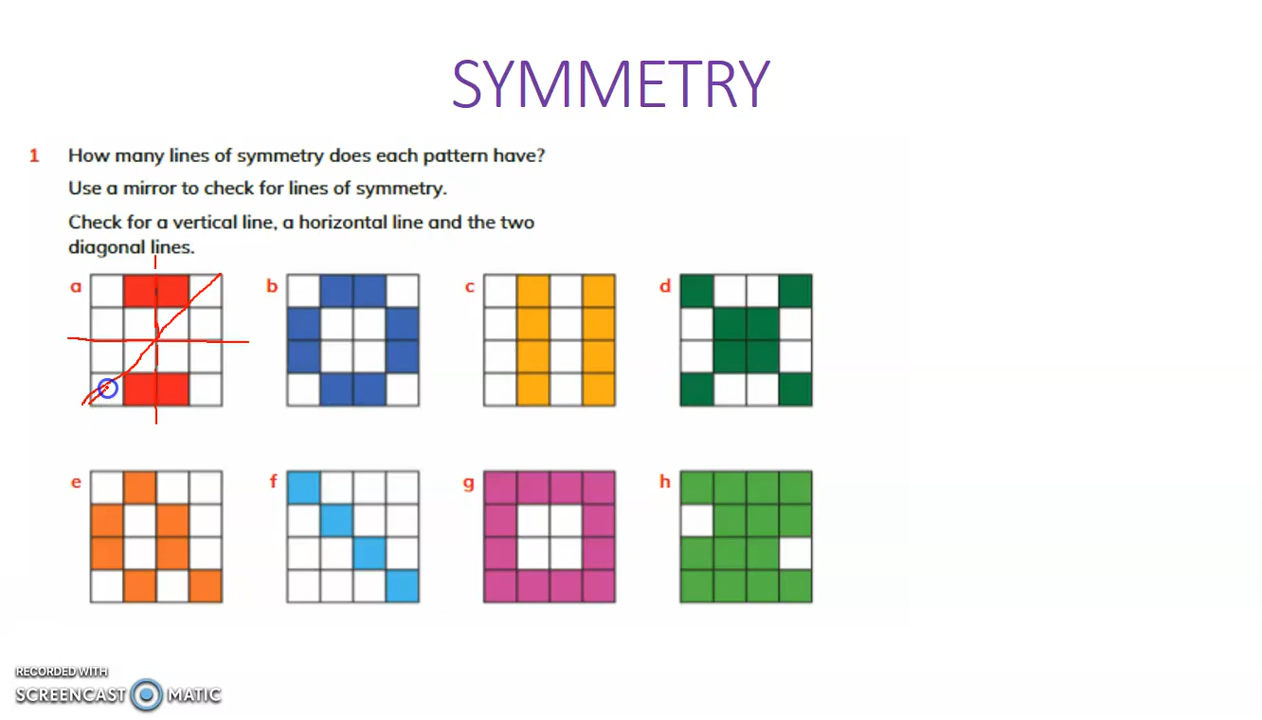 SYMMETRY
1 How many lines of symmetry does each pattern have?
Use a mirror to check for lines of symmetry.
Check for a vertical line, a horizontal line and the two
diagonal lines.
a b c d
e f g h
RECORDED WITH
SCREENCAST MATIC